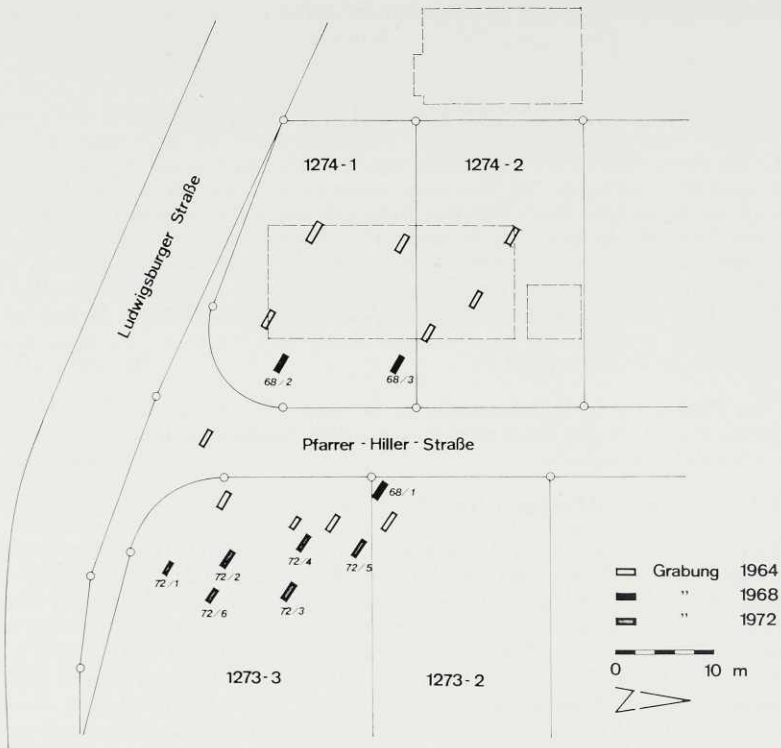 1274 - 1
1274 - 2
Ludwigsburger Straße
68/2
68/3
Pfarrer - Hiller - Straße
68/1
72/1
72/2
72/4
72/5
72/6
72/3
1273 - 3
1273 - 2
Grabung 1964
" 1968
" 1972
0 10 m